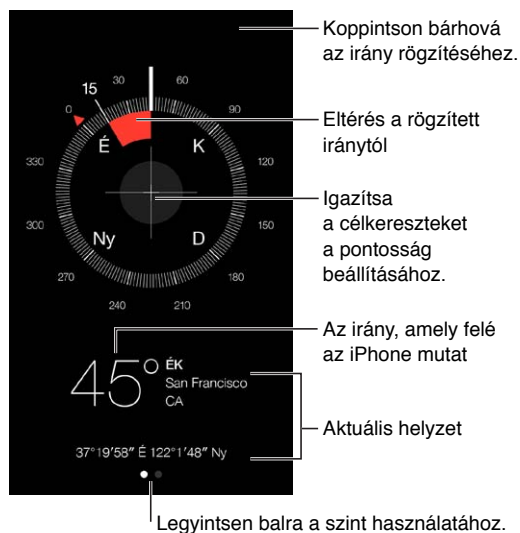 Koppintson bárhová
az irány rögzítéséhez.
15
30
60
0
90
Eltérés a rögzített
iránytól
É
K
330
120
Igazítsa
a célkereszteket
a pontosság
beállításához.
300
150
Ny
D
270
180
240
210
Az irány, amely felé
az iPhone mutat
45°
ÉK
San Francisco
CA
Aktuális helyzet
37°19′58″ É 122°1′48″ Ny
Legyintsen balra a szint használatához.